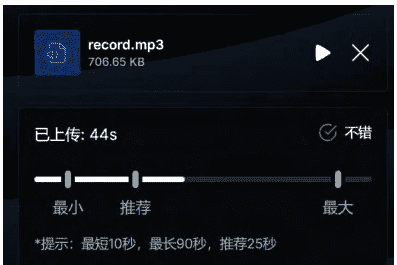 record.mp3
706.65 KB
已上传: 44s
不错
最小 推荐 最大
*提示：最短10秒，最长90秒，推荐25秒